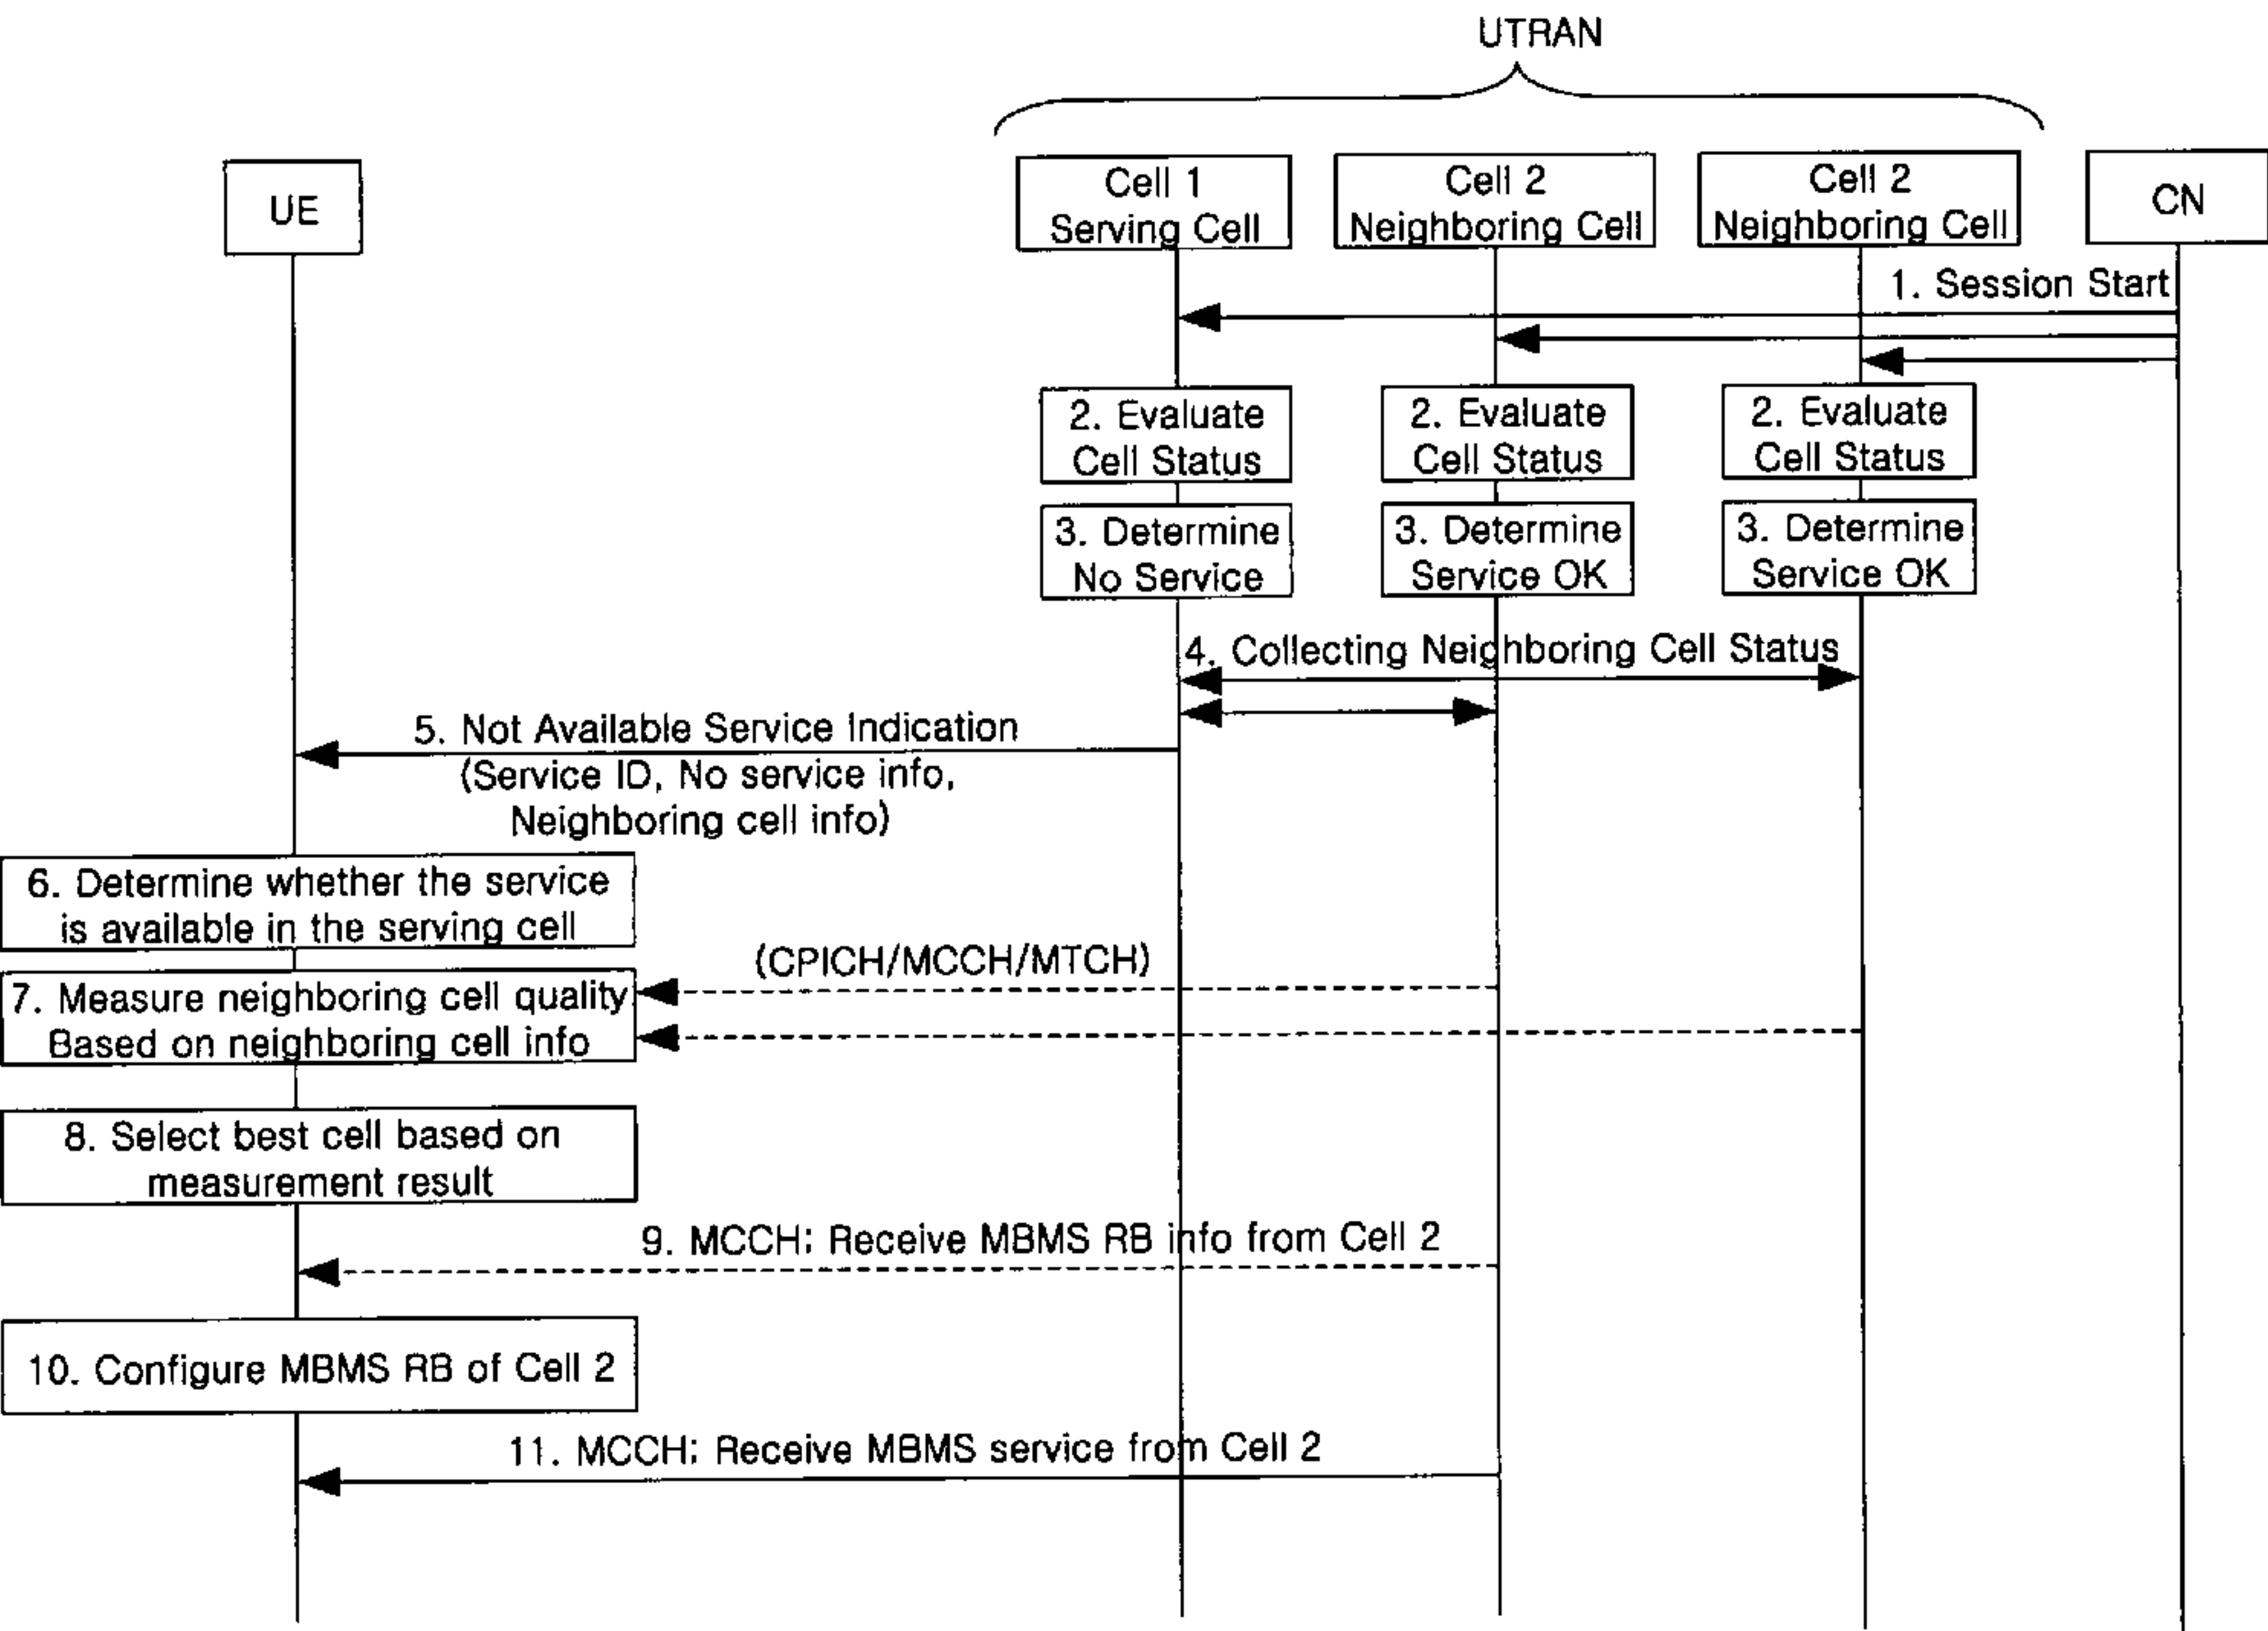 UTRAN
UE
Cell 1
Serving Cell
Cell 2
Neighboring Cell
Cell 2
Neighboring Cell
CN
1. Session Start
2. Evaluate
Cell Status
2. Evaluate
Cell Status
2. Evaluate
Cell Status
3. Determine
No Service
3. Determine
Service OK
3. Determine
Service OK
4. Collecting Neighboring Cell Status
5. Not Available Service Indication
(Service ID, No service info,
Neighboring cell info)
6. Determine whether the service
is available in the serving cell
(CPICH/MCCH/MTCH)
7. Measure neighboring cell quality
Based on neighboring cell info
8. Select best cell based on
measurement result
9. MCCH: Receive MBMS RB info from Cell 2
10. Configure MBMS RB of Cell 2
11. MCCH: Receive MBMS service from Cell 2